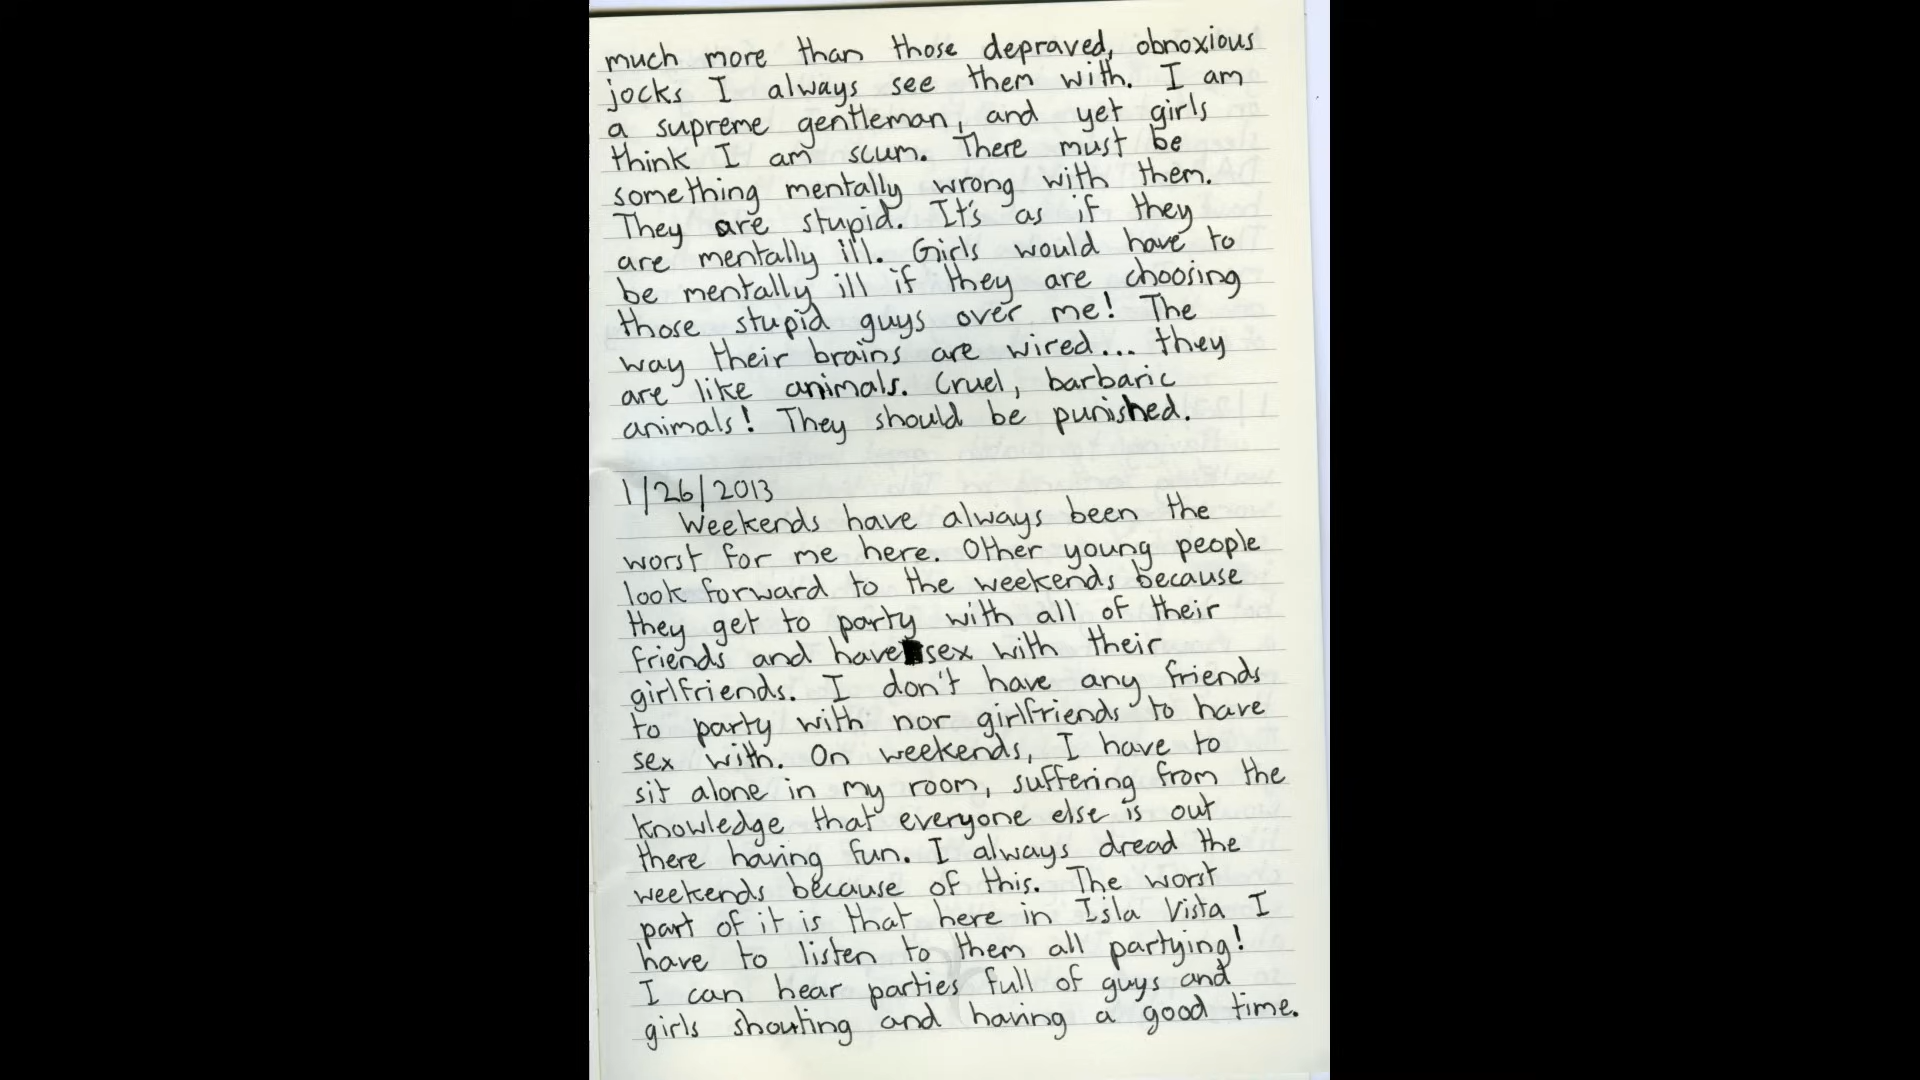 much more than those depraved, obnoxious
jocks I always see them with. I am
a supreme gentleman, and yet girls
think I am scum. There must be
something mentally wrong with them.
They are stupid. It's as if they
are mentally ill. Girls would have to
be mentally ill if they are choosing
those stupid guys over me! The
way their brains are wired... they
are like animals. Cruel, barbaric
animals! They should be punished.
1/26/2013
Weekends have always been the
worst for me here. Other young people
look forward to the weekends because
they get to party with all of their
friends and have sex with their
girlfriends. I don't have any friends
to party with nor girlfriends to have
sex with. On weekends, I have to
sit alone in my room, suffering from the
knowledge that everyone else is out
there having fun. I always dread the
weekends because of this. The worst
part of it is that here in Isla Vista I
have to listen to them all partying!
I can hear parties full of guys and
girls shouting and having a good time.